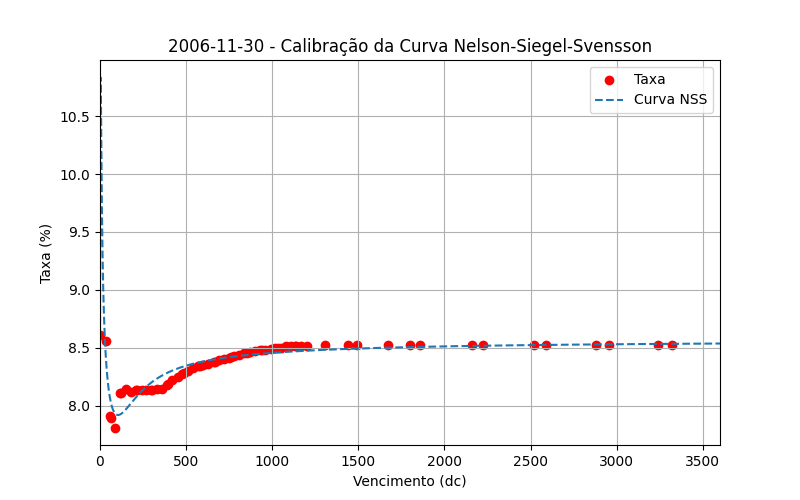 2006-11-30 - Calibração da Curva Nelson-Siegel-Svensson
Taxa
Curva NSS
10.5
10.0
9.5
9.0
8.5
8.0
Taxa (%)
0 500 1000 1500 2000 2500 3000 3500
Vencimento (dc)